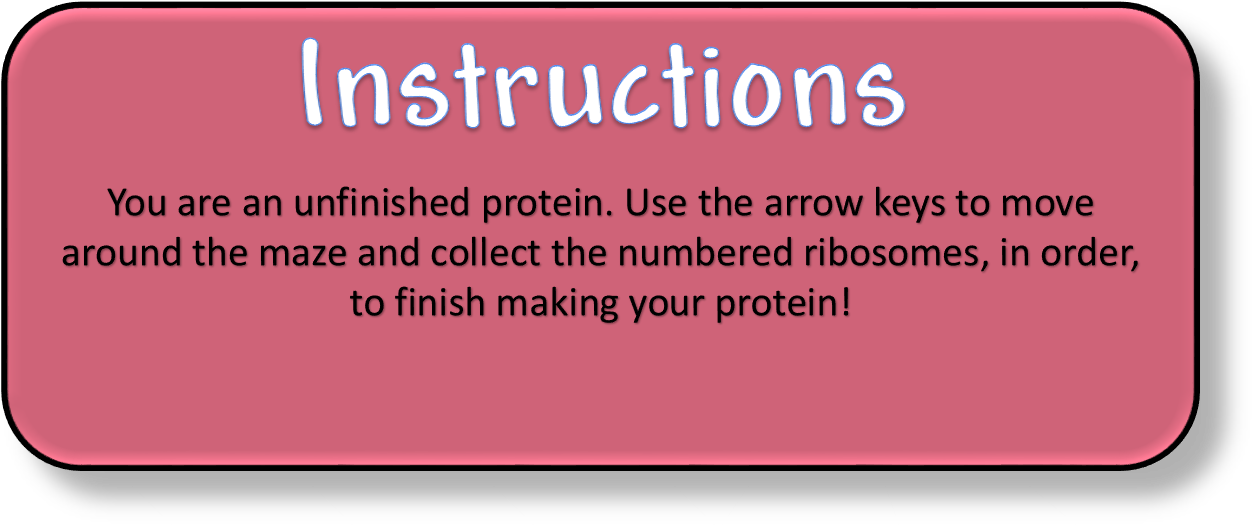 Instructions
You are an unfinished protein. Use the arrow keys to move
around the maze and collect the numbered ribosomes, in order,
to finish making your protein!